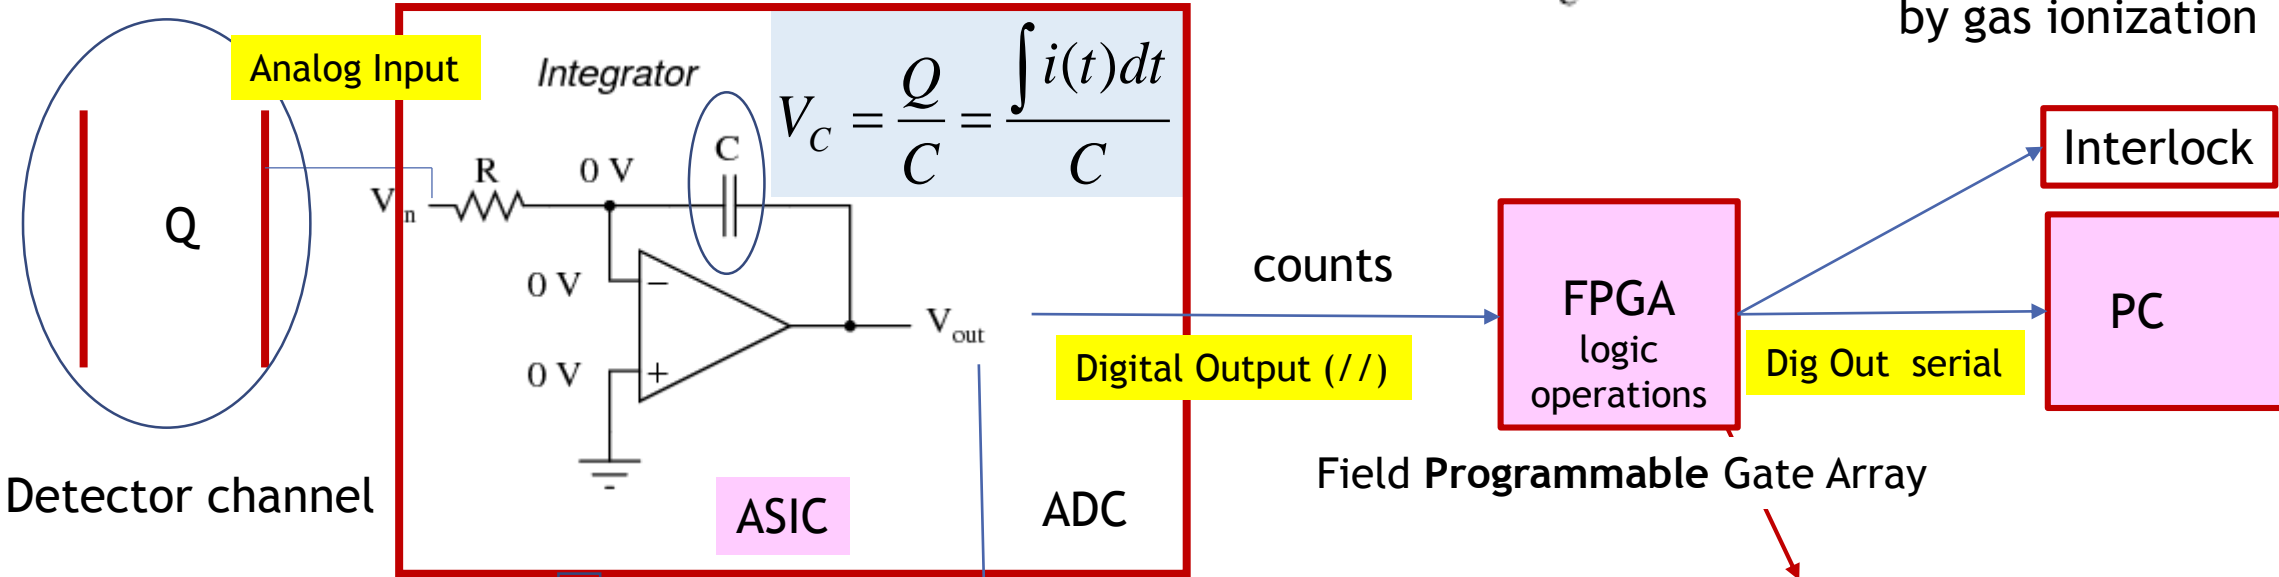 by gas ionization
Analog Input
Integrator
V_C = Q/C = ∫i(t)dt/C
Interlock
C
R
0 V
V_in
Q
0 V
counts
FPGA
logic
operations
PC
V_out
Digital Output (//)
Dig Out serial
0 V
−
+
Field Programmable Gate Array
Detector channel
ASIC
ADC